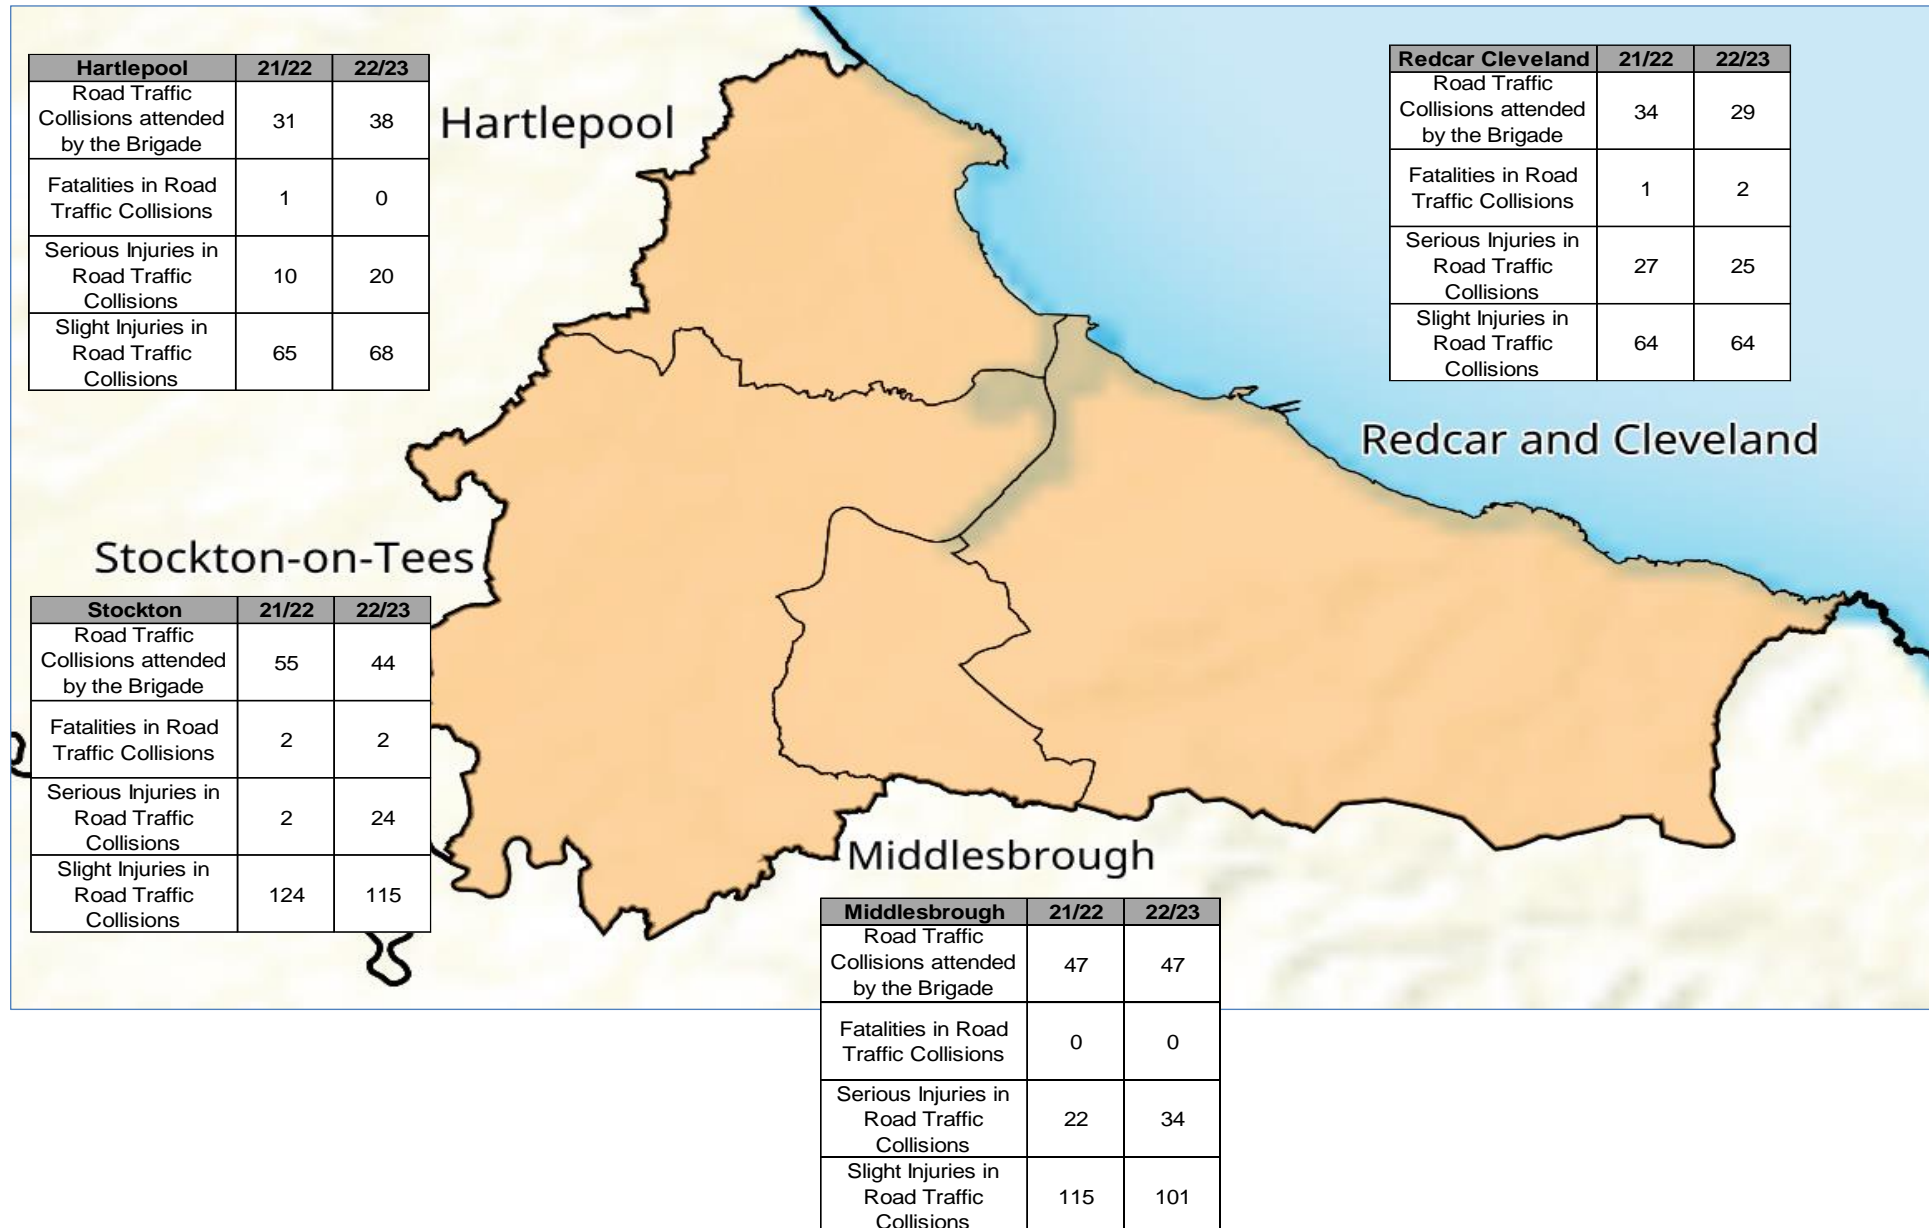 Hartlepool 21/22 22/23
Road Traffic
Collisions attended
by the Brigade
31 38
Fatalities in Road
Traffic Collisions
1 0
Serious Injuries in
Road Traffic
Collisions
10 20
Slight Injuries in
Road Traffic
Collisions
65 68
Hartlepool
Redcar Cleveland 21/22 22/23
Road Traffic
Collisions attended
by the Brigade
34 29
Fatalities in Road
Traffic Collisions
1 2
Serious Injuries in
Road Traffic
Collisions
27 25
Slight Injuries in
Road Traffic
Collisions
64 64
Redcar and Cleveland
Stockton-on-Tees
Stockton 21/22 22/23
Road Traffic
Collisions attended
by the Brigade
55 44
Fatalities in Road
Traffic Collisions
2 2
Serious Injuries in
Road Traffic
Collisions
2 24
Slight Injuries in
Road Traffic
Collisions
124 115
Middlesbrough
Middlesbrough 21/22 22/23
Road Traffic
Collisions attended
by the Brigade
47 47
Fatalities in Road
Traffic Collisions
0 0
Serious Injuries in
Road Traffic
Collisions
22 34
Slight Injuries in
Road Traffic
Collisions
115 101